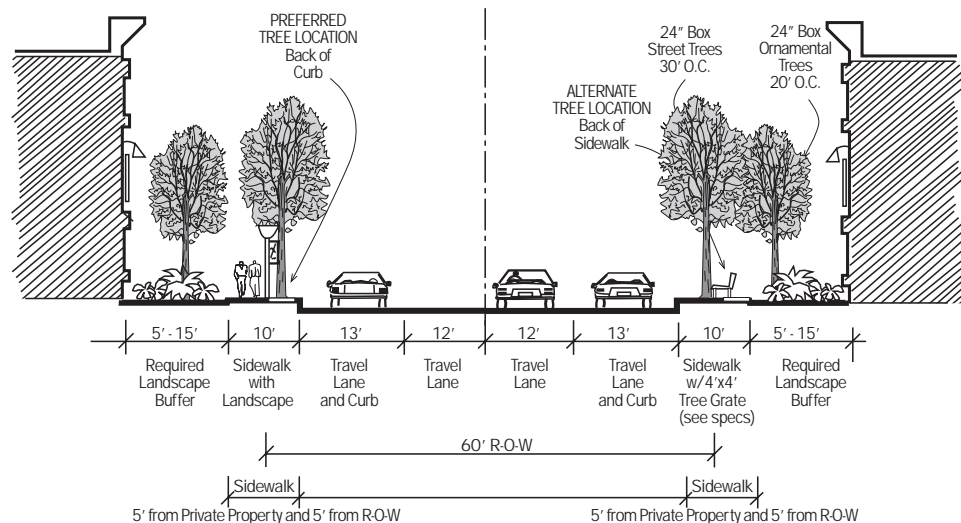 PREFERRED
TREE LOCATION
Back of
Curb
24" Box
Street Trees
30' O.C.
24" Box
Ornamental
Trees
20' O.C.
ALTERNATE
TREE LOCATION
Back of
Sidewalk
5' - 15'
10'
13'
12'
12'
13'
10'
5' - 15'
Required
Landscape
Buffer
Sidewalk
with
Landscape
Travel
Lane
and Curb
Travel
Lane
Travel
Lane
Travel
Lane
and Curb
Sidewalk
w/4'x4'
Tree Grate
(see specs)
Required
Landscape
Buffer
60' R-O-W
Sidewalk
Sidewalk
5' from Private Property and 5' from R-O-W
5' from Private Property and 5' from R-O-W